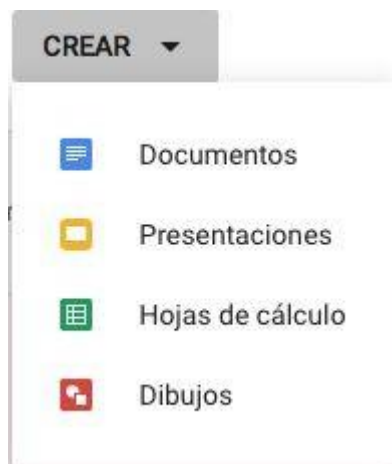 CREAR
Documentos
Presentaciones
Hojas de cálculo
Dibujos